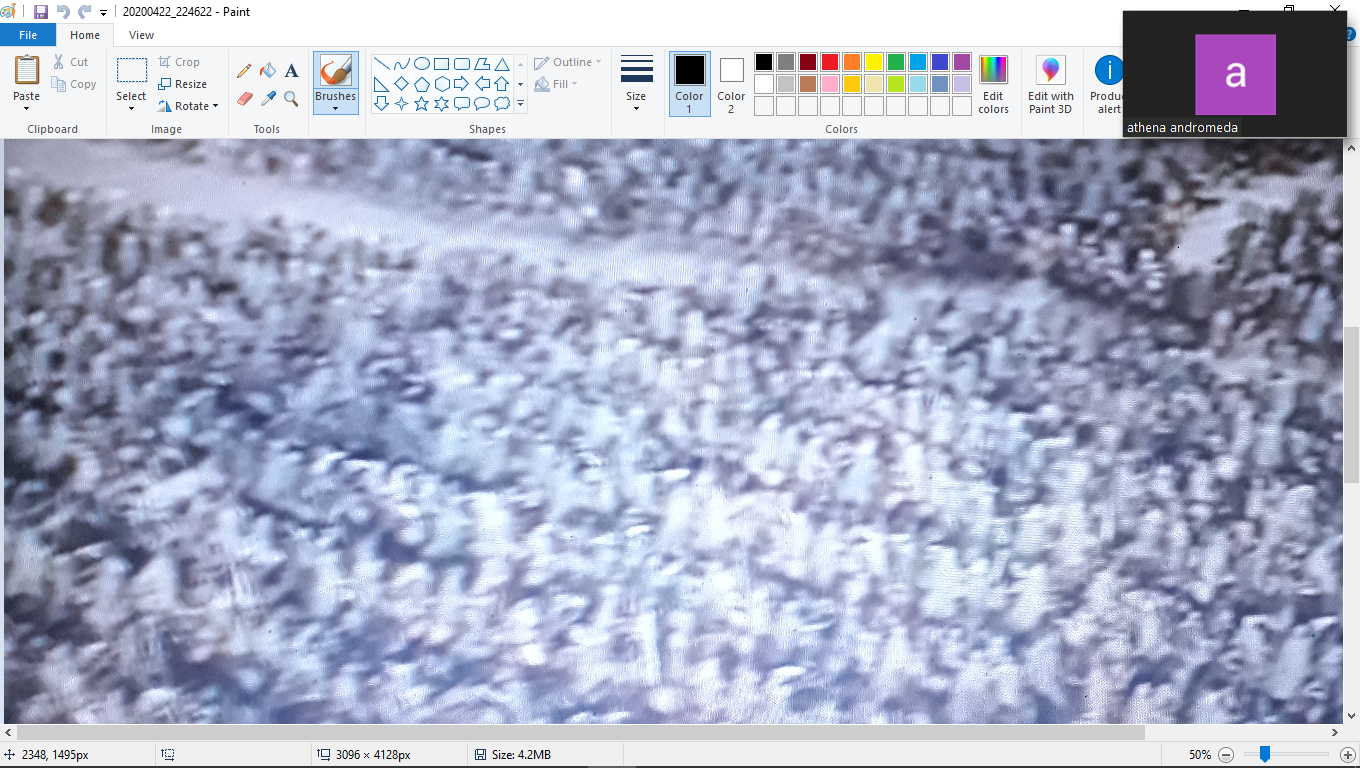 20200422_224622 - Paint
File Home View
Paste Cut Copy Clipboard
Select Crop Resize Rotate Image
Tools
Brushes
Outline Fill Shapes
Size
Color 1 Color 2 Edit colors Colors
Edit with Paint 3D
Produ alert
a
athena andromeda
2348, 1495px 3096 × 4128px Size: 4.2MB 50%